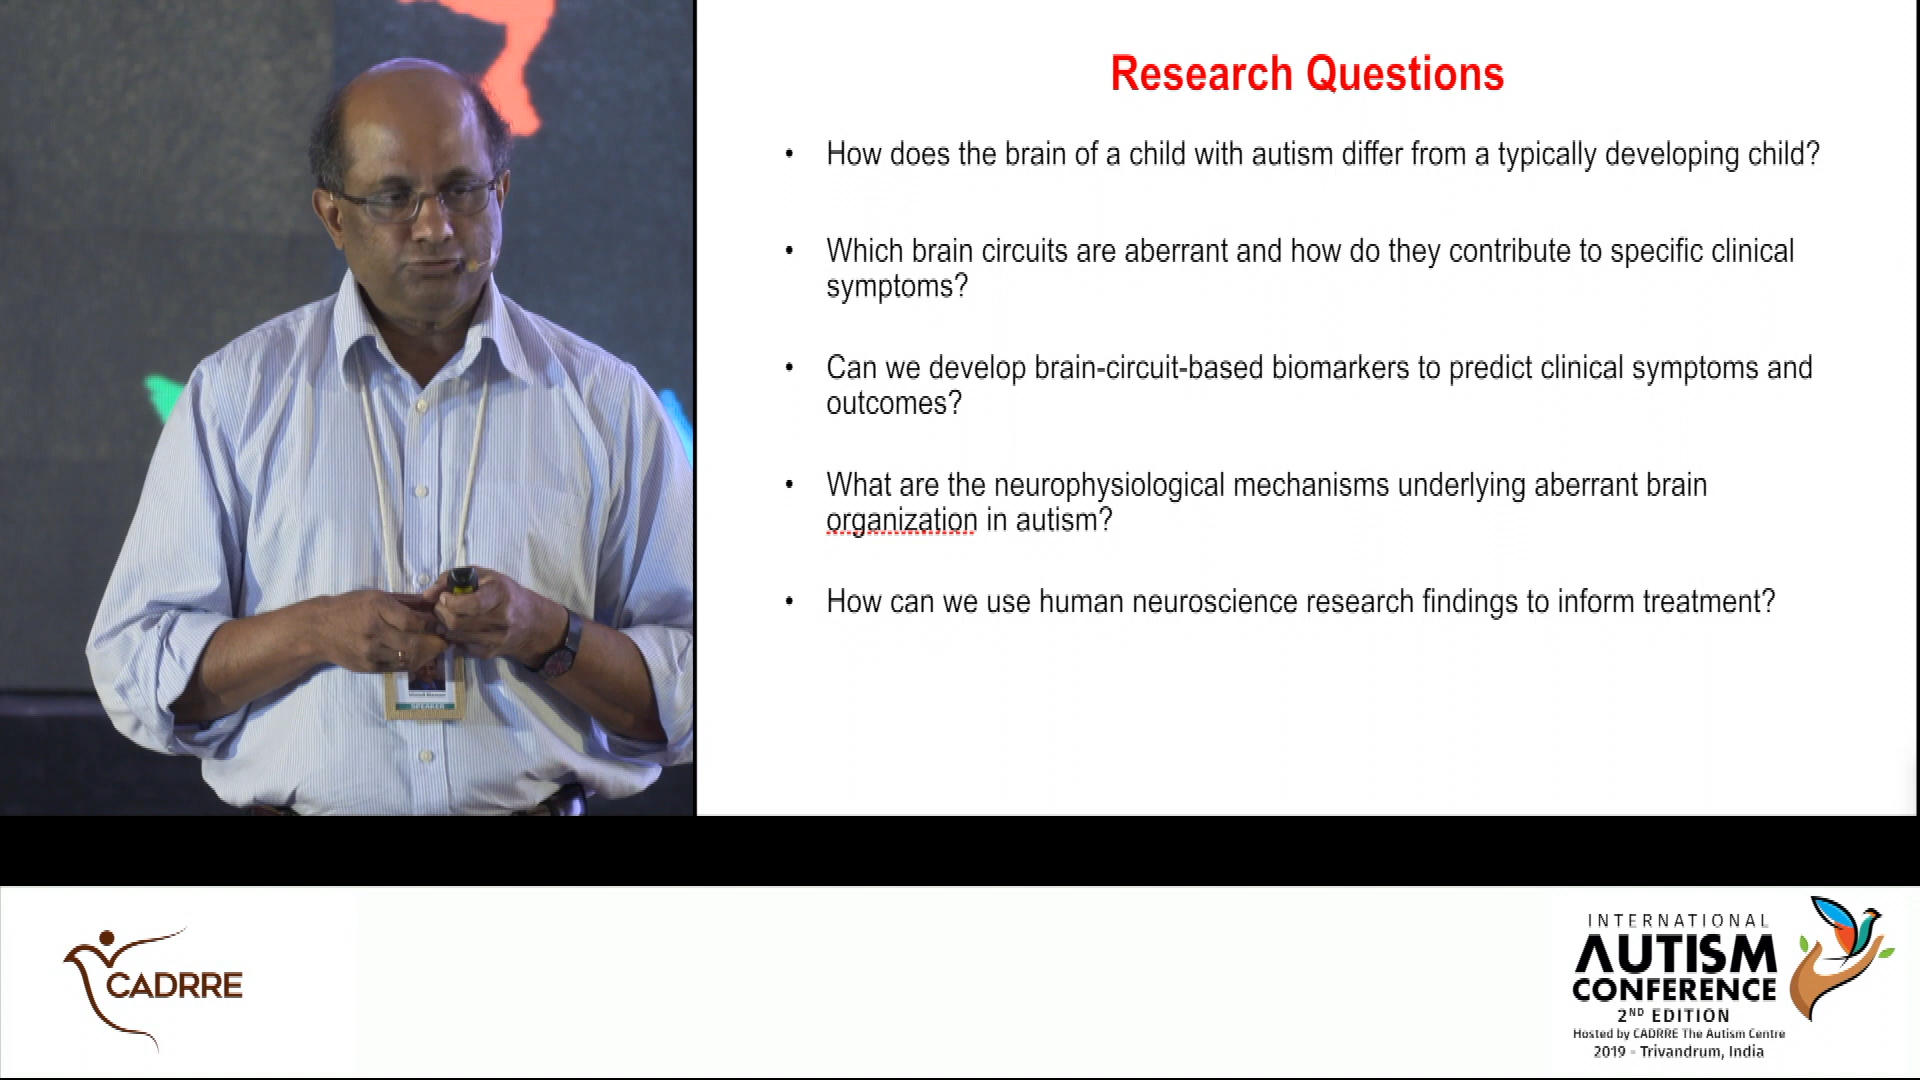 Research Questions
• How does the brain of a child with autism differ from a typically developing child?
• Which brain circuits are aberrant and how do they contribute to specific clinical
symptoms?
• Can we develop brain-circuit-based biomarkers to predict clinical symptoms and
outcomes?
• What are the neurophysiological mechanisms underlying aberrant brain
organization in autism?
• How can we use human neuroscience research findings to inform treatment?
SPEAKER
CADRRE
INTERNATIONAL
AUTISM
CONFERENCE
2ND EDITION
Hosted by CADRRE The Autism Centre
2019 - Trivandrum, India